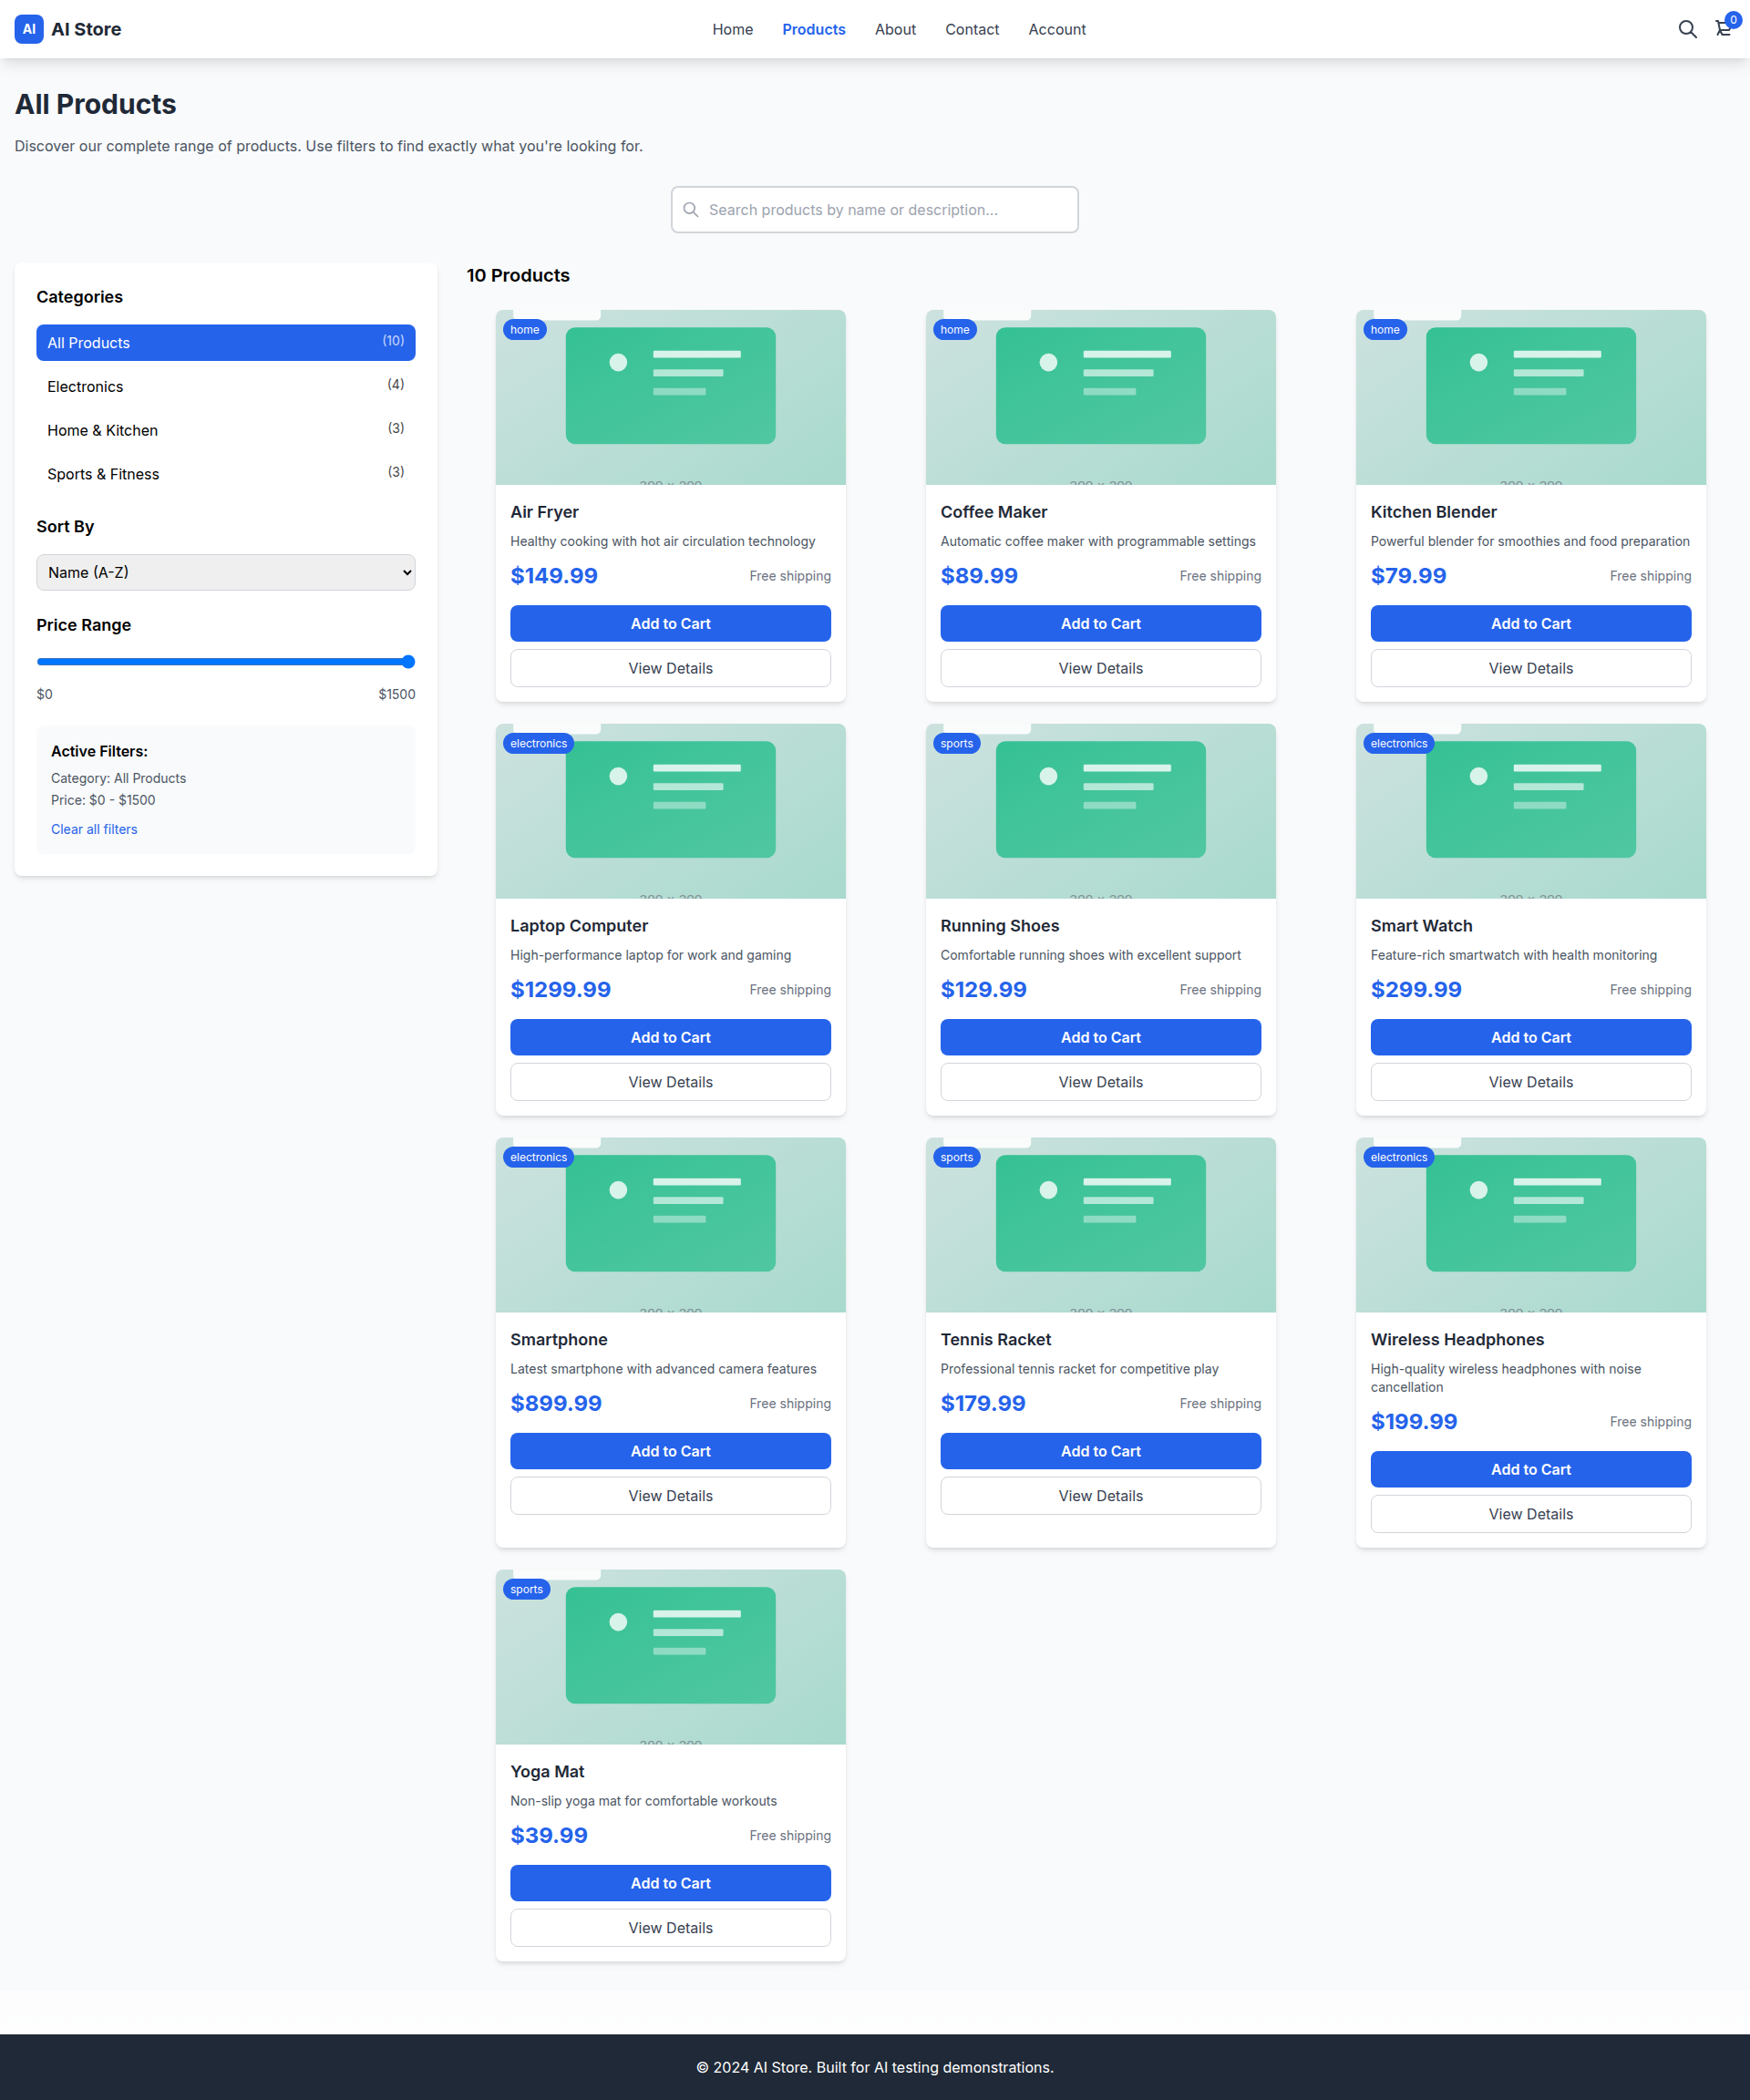 AI AI Store
Home Products About Contact Account
0
All Products
Discover our complete range of products. Use filters to find exactly what you're looking for.
Search products by name or description...
Categories
All Products (10)
Electronics (4)
Home & Kitchen (3)
Sports & Fitness (3)
Sort By
Name (A-Z)
Price Range
$0 $1500
Active Filters:
Category: All Products
Price: $0 - $1500
Clear all filters
10 Products
home
Air Fryer
Healthy cooking with hot air circulation technology
$149.99 Free shipping
Add to Cart
View Details
home
Coffee Maker
Automatic coffee maker with programmable settings
$89.99 Free shipping
Add to Cart
View Details
home
Kitchen Blender
Powerful blender for smoothies and food preparation
$79.99 Free shipping
Add to Cart
View Details
electronics
Laptop Computer
High-performance laptop for work and gaming
$1299.99 Free shipping
Add to Cart
View Details
sports
Running Shoes
Comfortable running shoes with excellent support
$129.99 Free shipping
Add to Cart
View Details
electronics
Smart Watch
Feature-rich smartwatch with health monitoring
$299.99 Free shipping
Add to Cart
View Details
electronics
Smartphone
Latest smartphone with advanced camera features
$899.99 Free shipping
Add to Cart
View Details
sports
Tennis Racket
Professional tennis racket for competitive play
$179.99 Free shipping
Add to Cart
View Details
electronics
Wireless Headphones
High-quality wireless headphones with noise
cancellation
$199.99 Free shipping
Add to Cart
View Details
sports
Yoga Mat
Non-slip yoga mat for comfortable workouts
$39.99 Free shipping
Add to Cart
View Details
© 2024 AI Store. Built for AI testing demonstrations.